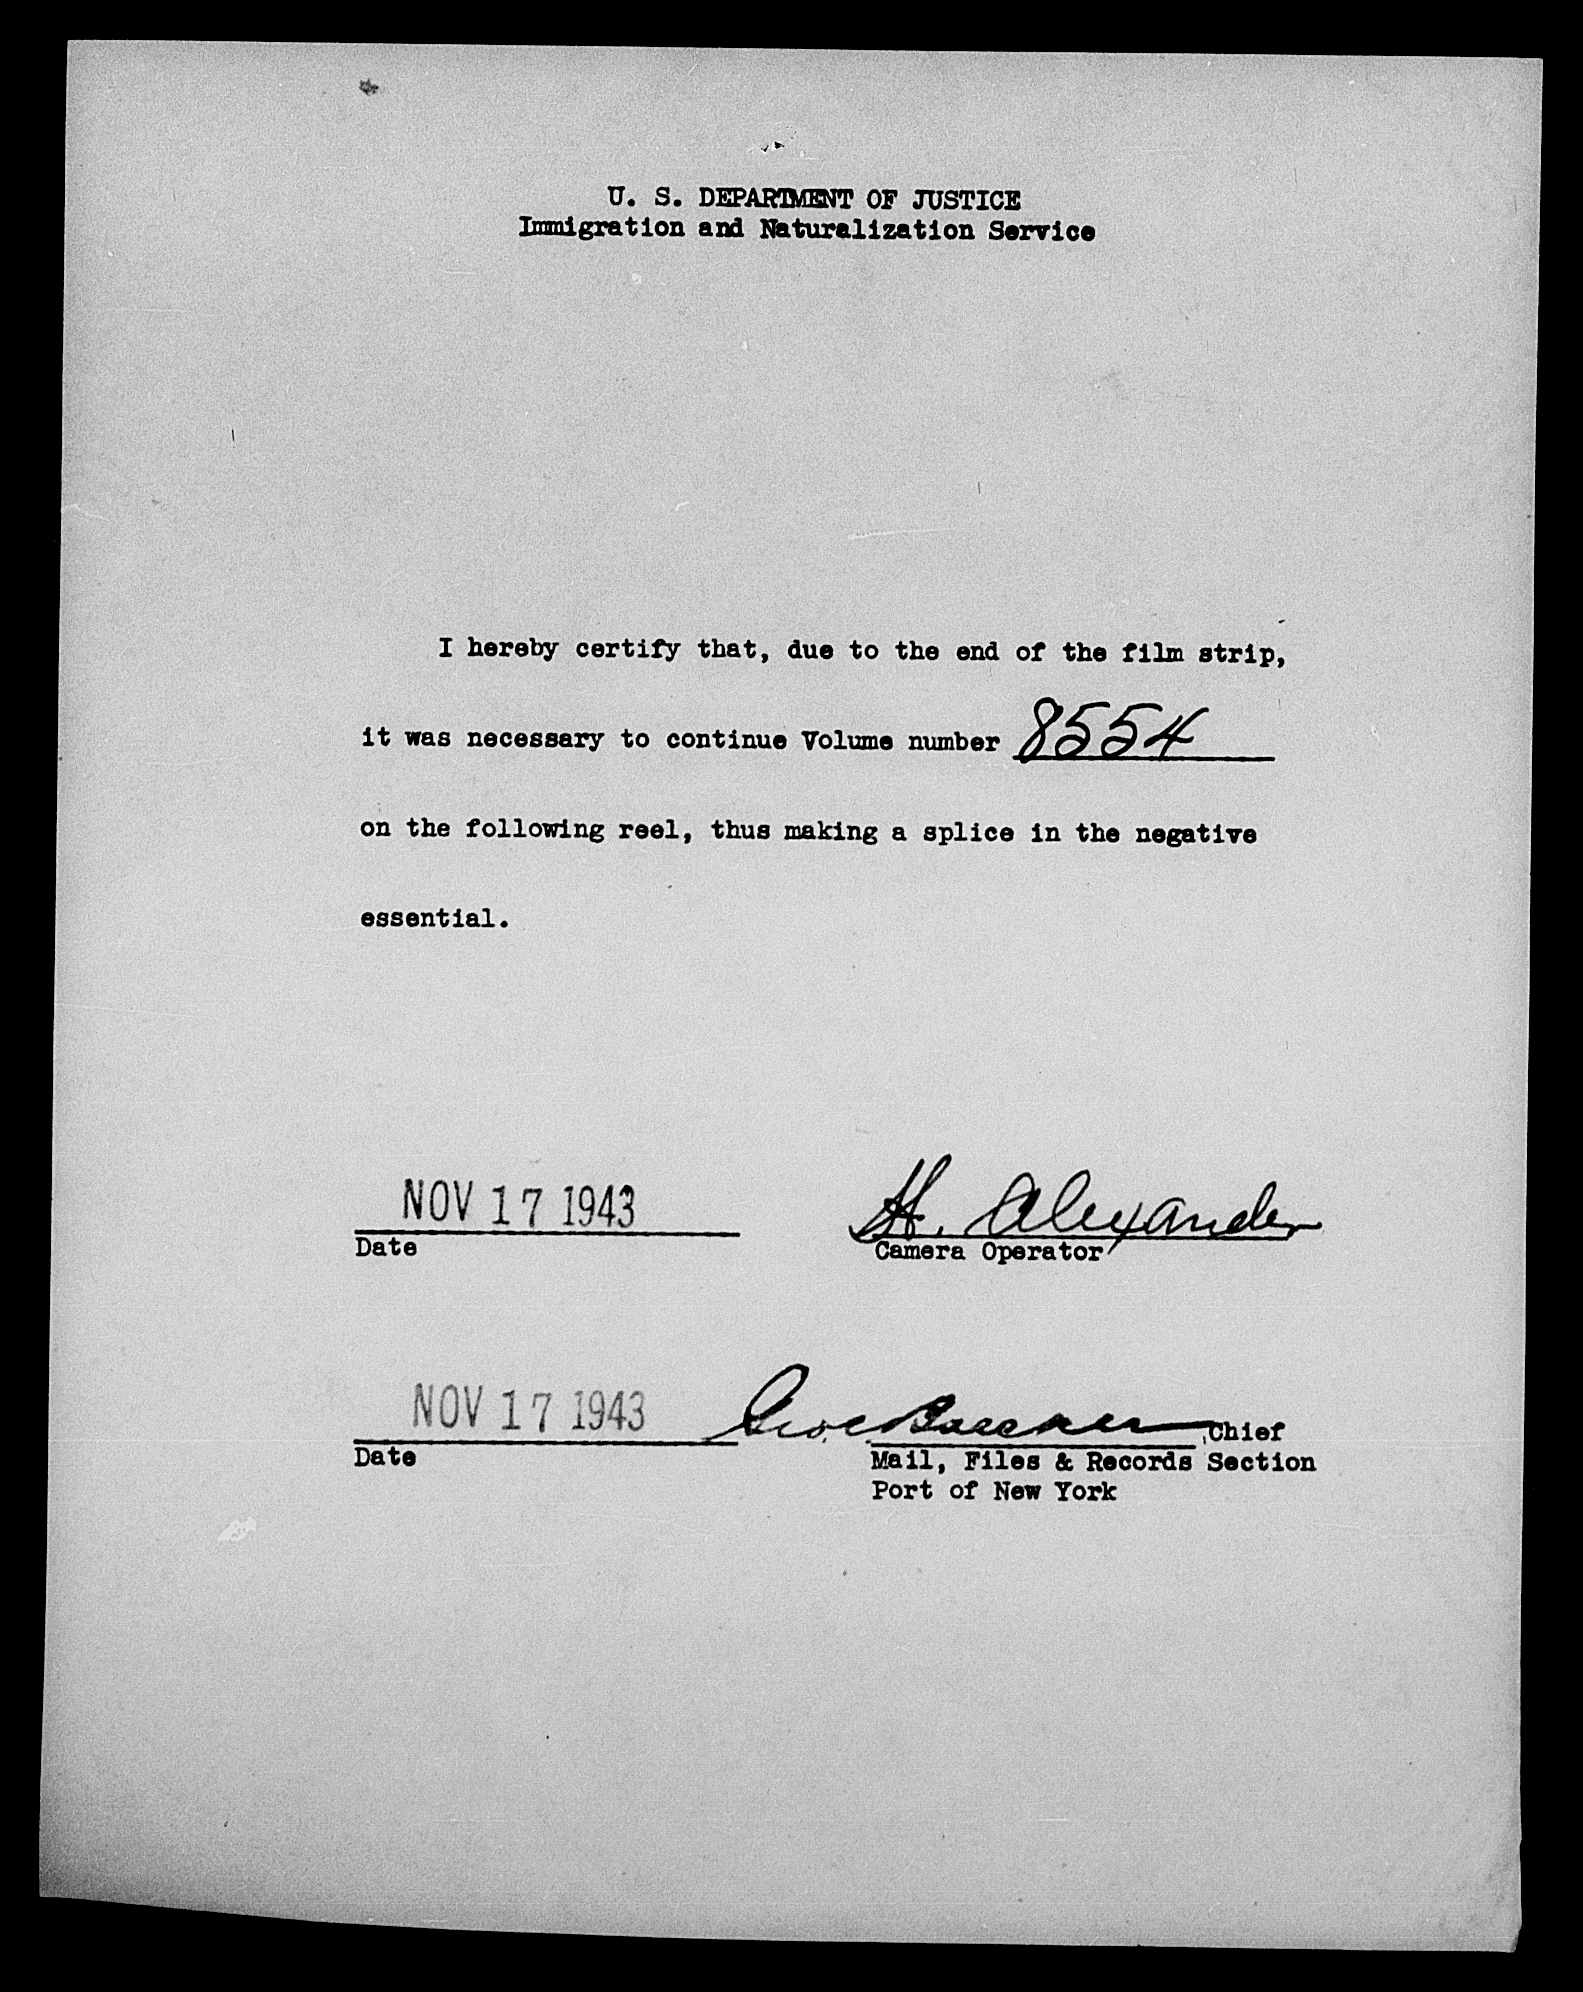 U. S. DEPARTMENT OF JUSTICE
Immigration and Naturalization Service
I hereby certify that, due to the end of the film strip,
it was necessary to continue Volume number 8554
on the following reel, thus making a splice in the negative
essential.
NOV 17 1943 H. Alexander
Date Camera Operator
NOV 17 1943 ,Chief
Date Mail, Files & Records Section
Port of New York